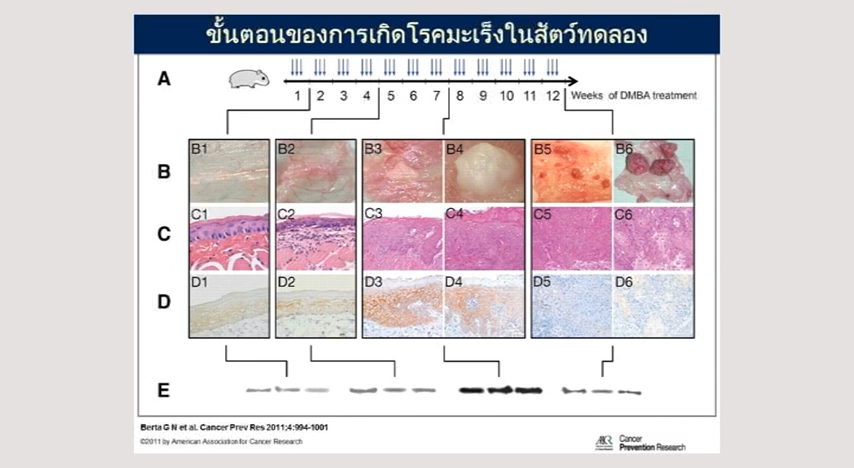 ขั้นตอนของการเกิดโรคมะเร็งในสัตว์ทดลอง
A
1 2 3 4 5 6 7 8 9 10 11 12 Weeks of DMBA treatment
B B1 B2 B3 B4 B5 B6
C C1 C2 C3 C4 C5 C6
D D1 D2 D3 D4 D5 D6
E
Berta G N et al. Cancer Prev Res 2011;4:994-1001
©2011 by American Association for Cancer Research
Cancer
Prevention Research